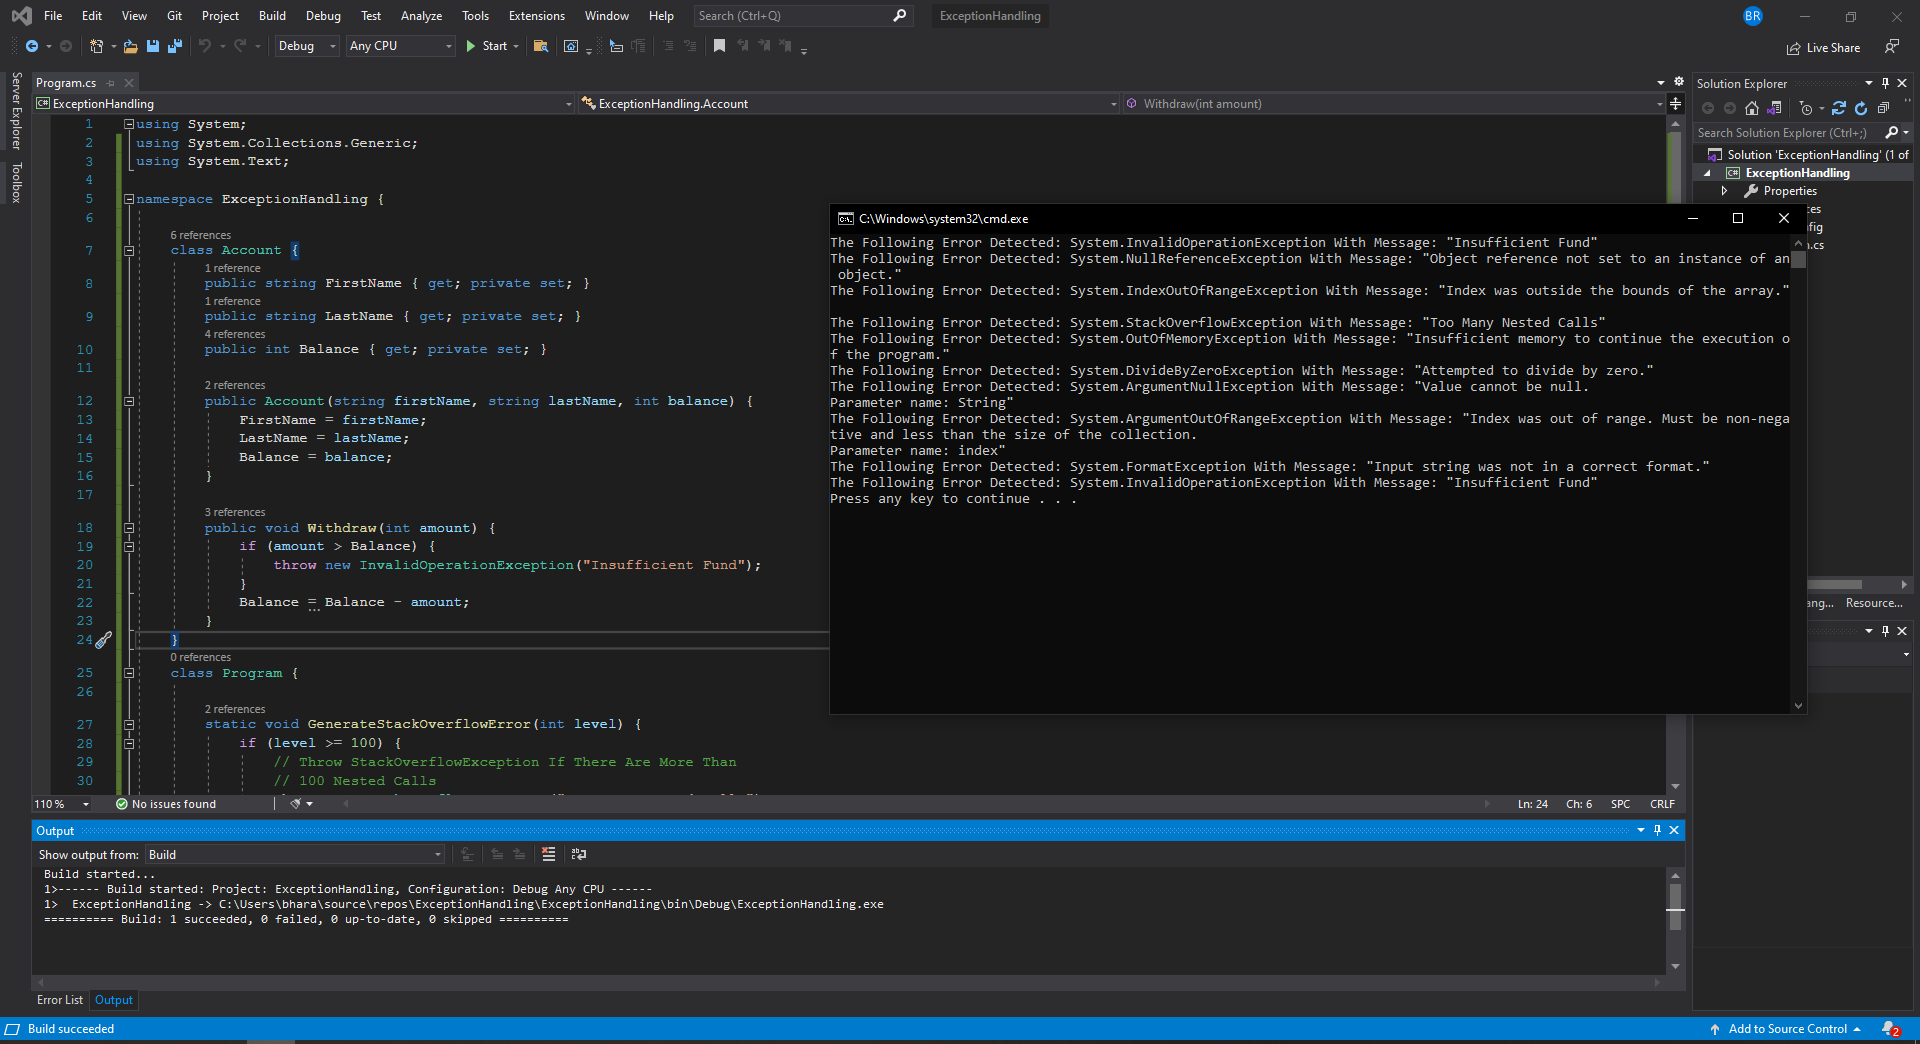 File Edit View Git Project Build Debug Test Analyze Tools Extensions Window Help Search (Ctrl+Q) ExceptionHandling BR
Debug Any CPU Start Live Share
Server Explorer
Toolbox
Program.cs
ExceptionHandling ExceptionHandling.Account Withdraw(int amount)
1 using System;
2 using System.Collections.Generic;
3 using System.Text;
4
5 namespace ExceptionHandling {
6
6 references
7 class Account {
1 reference
8 public string FirstName { get; private set; }
1 reference
9 public string LastName { get; private set; }
4 references
10 public int Balance { get; private set; }
11
2 references
12 public Account(string firstName, string lastName, int balance) {
13 FirstName = firstName;
14 LastName = lastName;
15 Balance = balance;
16 }
17
3 references
18 public void Withdraw(int amount) {
19 if (amount > Balance) {
20 throw new InvalidOperationException("Insufficient Fund");
21 }
22 Balance = Balance - amount;
23 }
24 }
0 references
25 class Program {
26
2 references
27 static void GenerateStackOverflowError(int level) {
28 if (level >= 100) {
29 // Throw StackOverflowException If There Are More Than
30 // 100 Nested Calls
110 % No issues found Ln: 24 Ch: 6 SPC CRLF
C:\Windows\system32\cmd.exe
The Following Error Detected: System.InvalidOperationException With Message: "Insufficient Fund"
The Following Error Detected: System.NullReferenceException With Message: "Object reference not set to an instance of an
 object."
The Following Error Detected: System.IndexOutOfRangeException With Message: "Index was outside the bounds of the array."
The Following Error Detected: System.StackOverflowException With Message: "Too Many Nested Calls"
The Following Error Detected: System.OutOfMemoryException With Message: "Insufficient memory to continue the execution o
f the program."
The Following Error Detected: System.DivideByZeroException With Message: "Attempted to divide by zero."
The Following Error Detected: System.ArgumentNullException With Message: "Value cannot be null.
Parameter name: String"
The Following Error Detected: System.ArgumentOutOfRangeException With Message: "Index was out of range. Must be non-nega
tive and less than the size of the collection.
Parameter name: index"
The Following Error Detected: System.FormatException With Message: "Input string was not in a correct format."
The Following Error Detected: System.InvalidOperationException With Message: "Insufficient Fund"
Press any key to continue . . .
Solution Explorer
Search Solution Explorer (Ctrl+;)
Solution 'ExceptionHandling' (1 of
ExceptionHandling
Properties
ces
fig
n.cs
ang... Resource...
Output
Show output from: Build
Build started...
1>------ Build started: Project: ExceptionHandling, Configuration: Debug Any CPU ------
1>  ExceptionHandling -> C:\Users\bhara\source\repos\ExceptionHandling\ExceptionHandling\bin\Debug\ExceptionHandling.exe
========== Build: 1 succeeded, 0 failed, 0 up-to-date, 0 skipped ==========
Error List Output
Build succeeded Add to Source Control 2